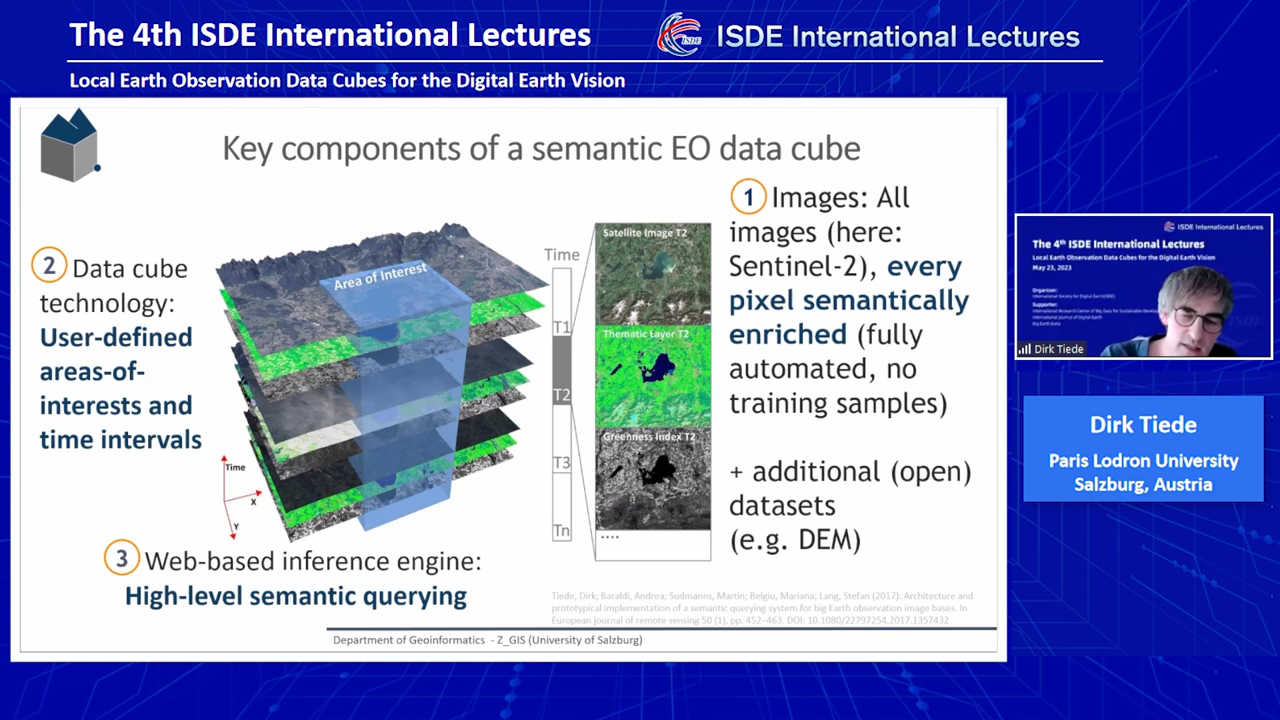 The 4th ISDE International Lectures
ISDE
ISDE International Lectures
Local Earth Observation Data Cubes for the Digital Earth Vision
Key components of a semantic EO data cube
2 Data cube
technology:
User-defined
areas-of-
interests and
time intervals
Area of Interest
Time
X
Y
Time
T1
T2
T3
Tn
Satellite Image T2
Thematic Layer T2
Greenness Index T2
....
1 Images: All
images (here:
Sentinel-2), every
pixel semantically
enriched (fully
automated, no
training samples)
+ additional (open)
datasets
(e.g. DEM)
3 Web-based inference engine:
High-level semantic querying
Tiede, Dirk; Baraldi, Andrea; Sudmanns, Martin; Belgiu, Mariana; Lang, Stefan (2017): Architecture and
prototypical implementation of a semantic querying system for big Earth observation image bases. In
European journal of remote sensing 50 (1), pp. 452–463. DOI: 10.1080/22797254.2017.1357432
Department of Geoinformatics - Z_GIS (University of Salzburg)
ISDE International Lectures
The 4th ISDE International Lectures
Local Earth Observation Data Cubes for the Digital Earth Vision
May 23, 2023
Organizer:
International Society for Digital Earth(ISDE)
Supporter:
International Research Center of Big Data for Sustainable
International Journal of Digital Earth
Big Earth Data
Dirk Tiede
Dirk Tiede
Paris Lodron University
Salzburg, Austria